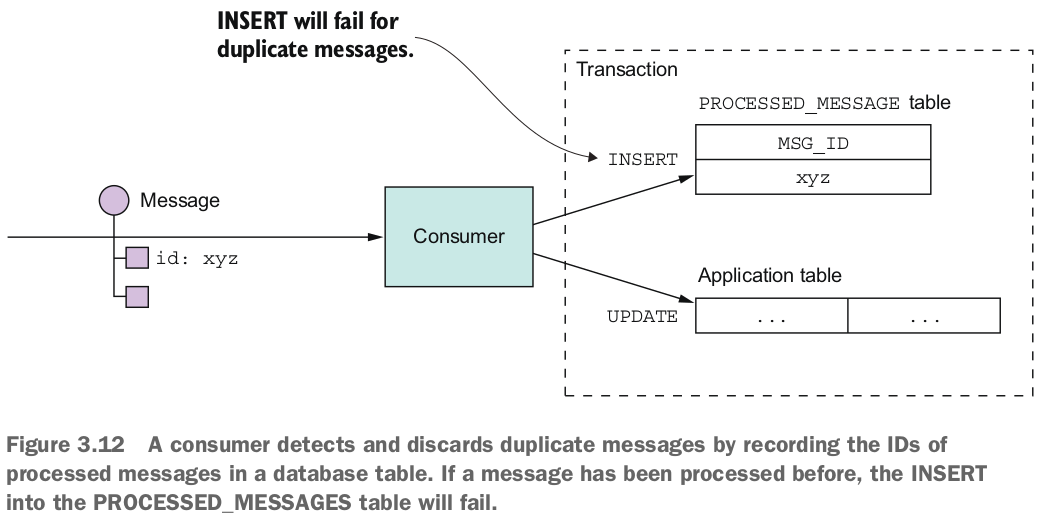 INSERT will fail for
duplicate messages.
Transaction
PROCESSED_MESSAGE table
INSERT
MSG_ID
xyz
Message
Consumer
id: xyz
Application table
UPDATE
...
...
Figure 3.12 A consumer detects and discards duplicate messages by recording the IDs of
processed messages in a database table. If a message has been processed before, the INSERT
into the PROCESSED_MESSAGES table will fail.